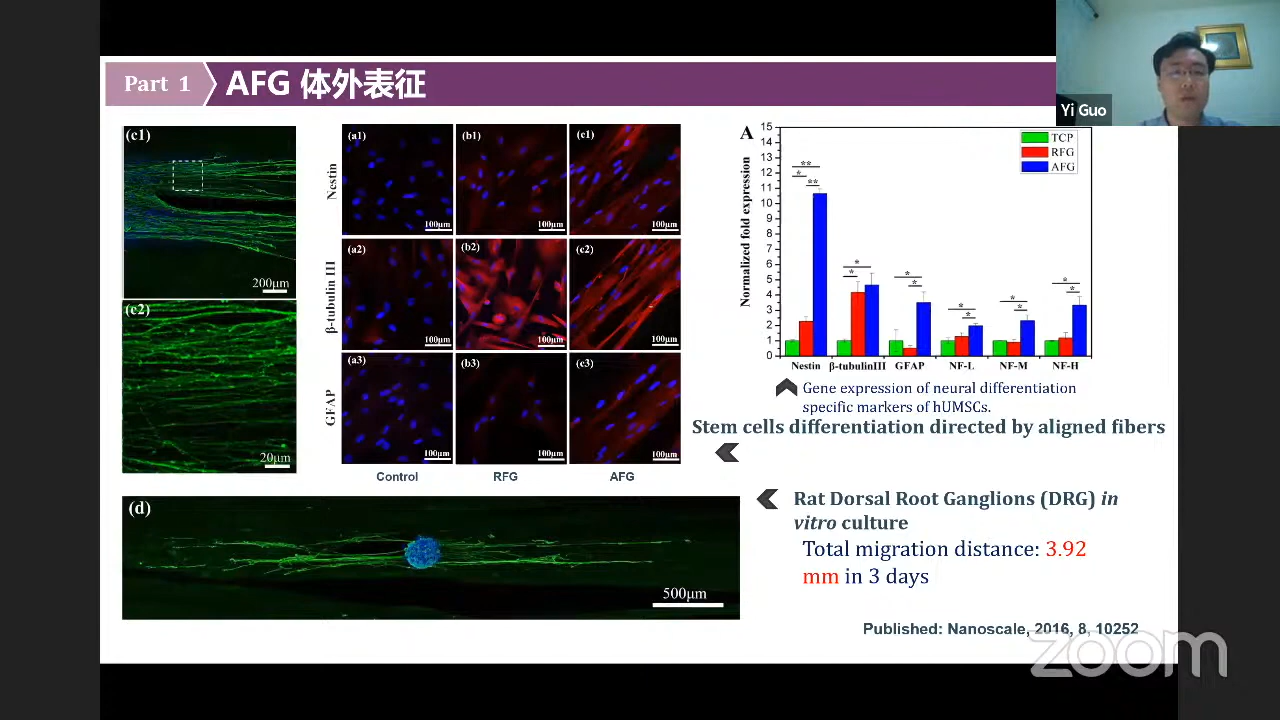 Part 1
AFG 体外表征
Yi Guo
(c1)
200μm
(c2)
20μm
Nestin
β-tubulin III
GFAP
(a1)
100μm
(b1)
100μm
(c1)
100μm
(a2)
100μm
(b2)
100μm
(c2)
100μm
(a3)
100μm
(b3)
100μm
(c3)
100μm
Control
RFG
AFG
A
Normalized fold expression
15
14
13
12
11
10
9
8
7
6
5
4
3
2
1
0
TCP
RFG
AFG
**
*
**
*
*
*
*
*
*
*
*
*
*
Nestin
β-tubulinIII
GFAP
NF-L
NF-M
NF-H
Gene expression of neural differentiation
specific markers of hUMSCs.
Stem cells differentiation directed by aligned fibers
(d)
500μm
Rat Dorsal Root Ganglions (DRG) in
vitro culture
Total migration distance: 3.92
mm in 3 days
Published: Nanoscale, 2016, 8, 10252
zoom